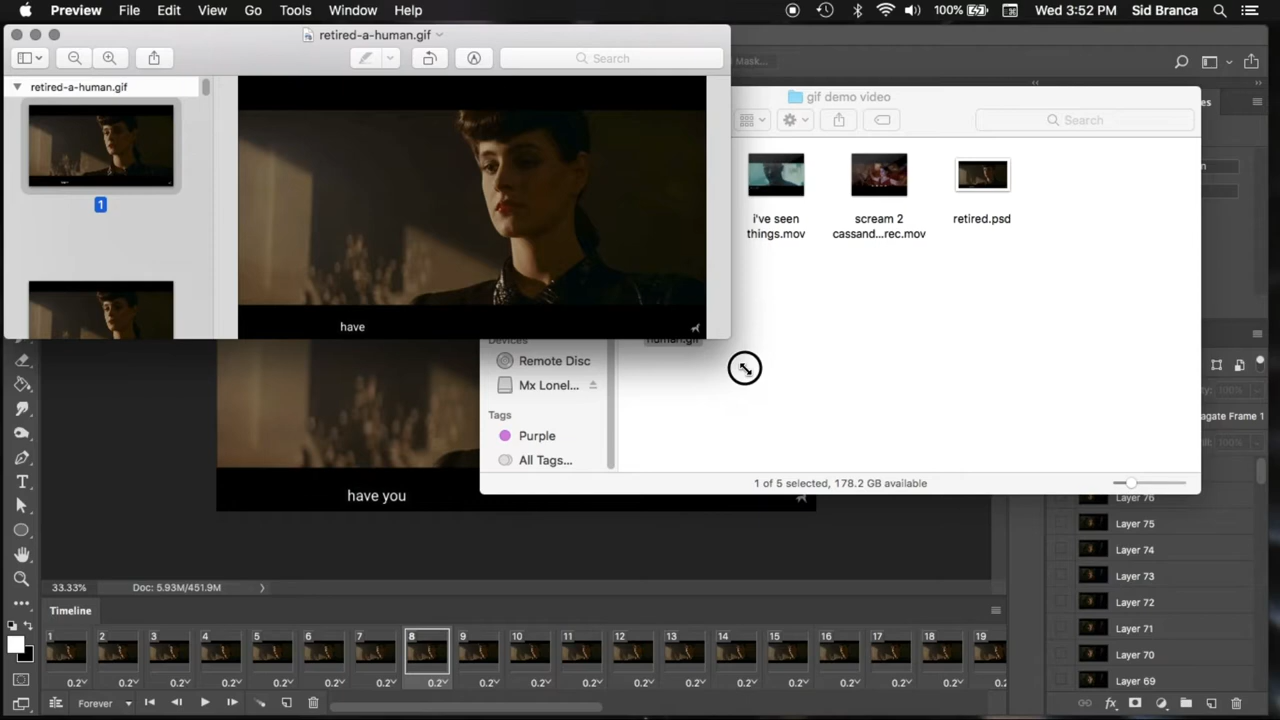 Preview File Edit View Go Tools Window Help 100% Wed 3:52 PM Sid Branca
retired-a-human.gif
Search
Mask...
retired-a-human.gif
gif demo video
Search
1
have
i've seen things.mov
scream 2 cassand...rec.mov
retired.psd
human.gif
Devices
Remote Disc
Mx Lonel...
Tags
Purple
All Tags...
1 of 5 selected, 178.2 GB available
have you
agate Frame 1
100%
Layer 76
Layer 75
Layer 74
Layer 73
Layer 72
Layer 71
Layer 70
Layer 69
33.33% Doc: 5.93M/451.9M
Timeline
1 2 3 4 5 6 7 8 9 10 11 12 13 14 15 16 17 18 19
0.2 0.2 0.2 0.2 0.2 0.2 0.2 0.2 0.2 0.2 0.2 0.2 0.2 0.2 0.2 0.2 0.2 0.2 0.2
Forever